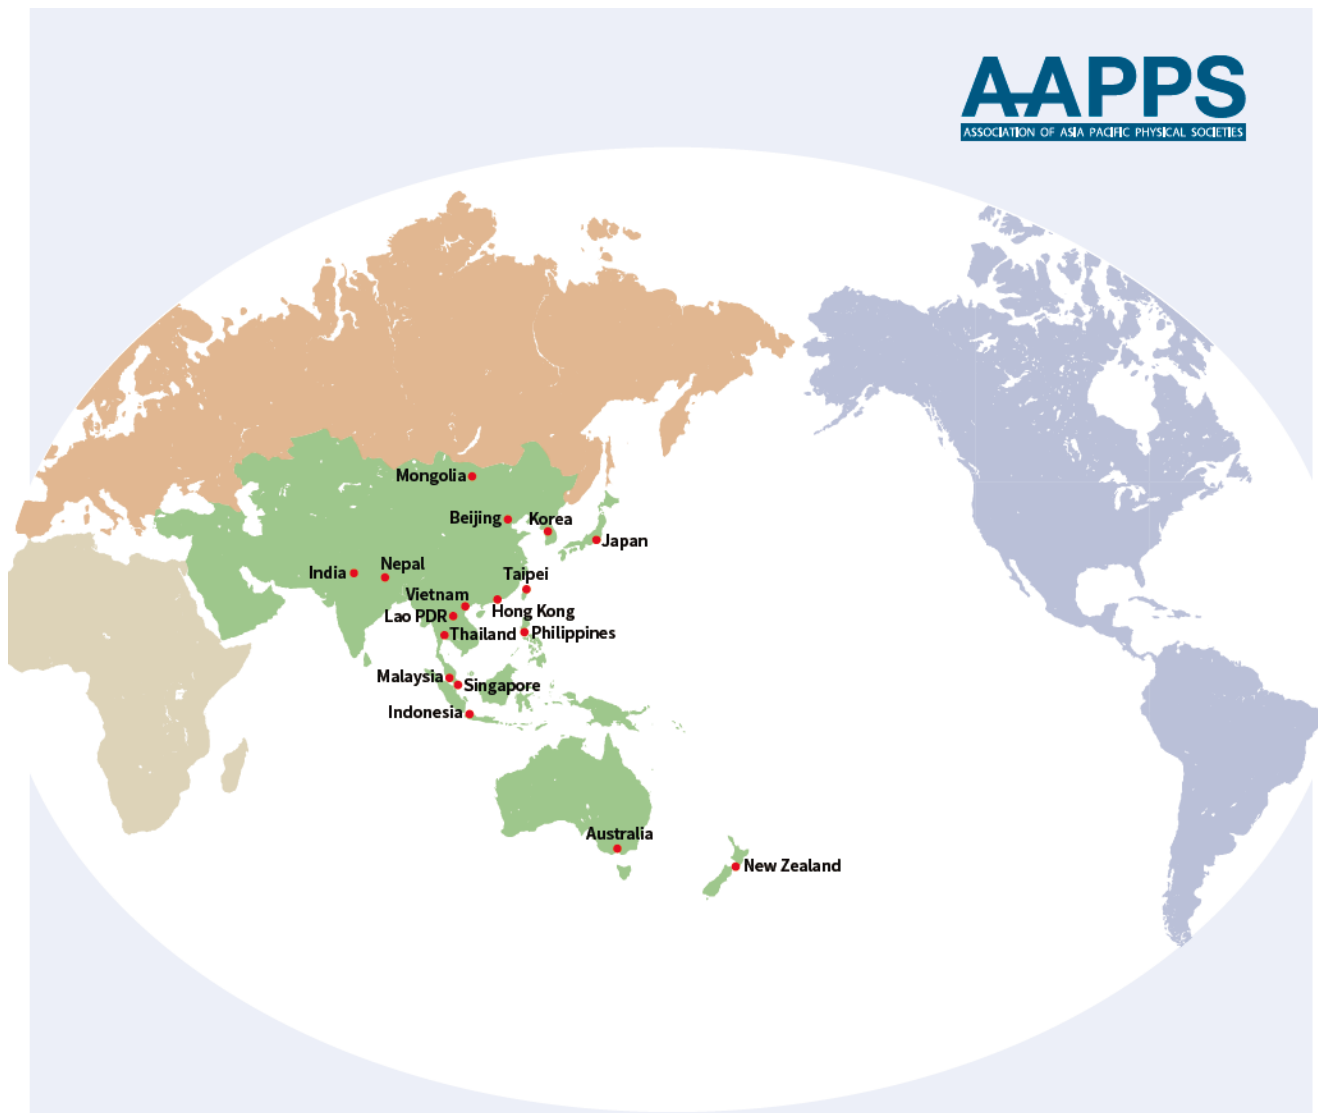 AAPPS
ASSOCIATION OF ASIA PACIFIC PHYSICAL SOCIETIES
Mongolia
Beijing
Korea
Japan
India
Nepal
Taipei
Vietnam
Hong Kong
Lao PDR
Thailand
Philippines
Malaysia
Singapore
Indonesia
Australia
New Zealand